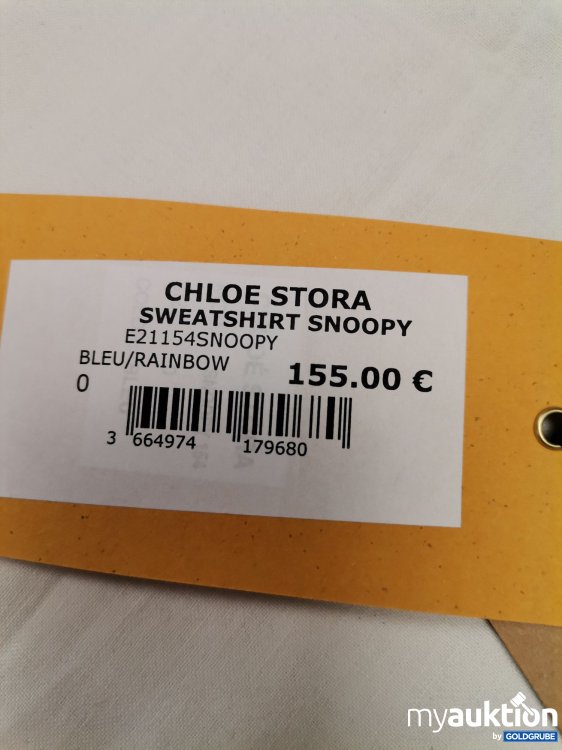 CHLOE STORA
SWEATSHIRT SNOOPY
E21154SNOOPY
BLEU/RAINBOW
155.00 €
0
3 664974 179680
myauktion
by GOLDGRUBE